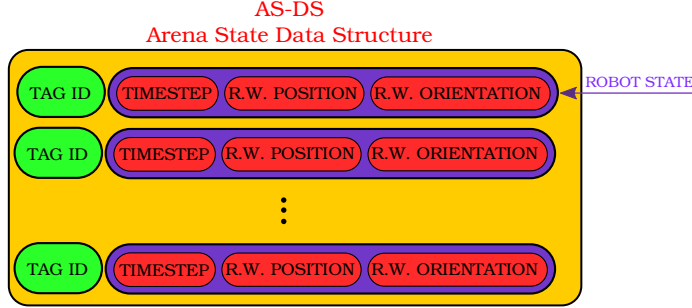 AS-DS
Arena State Data Structure
TAG ID TIMESTEP R.W. POSITION R.W. ORIENTATION ROBOT STATE
TAG ID TIMESTEP R.W. POSITION R.W. ORIENTATION
TAG ID TIMESTEP R.W. POSITION R.W. ORIENTATION